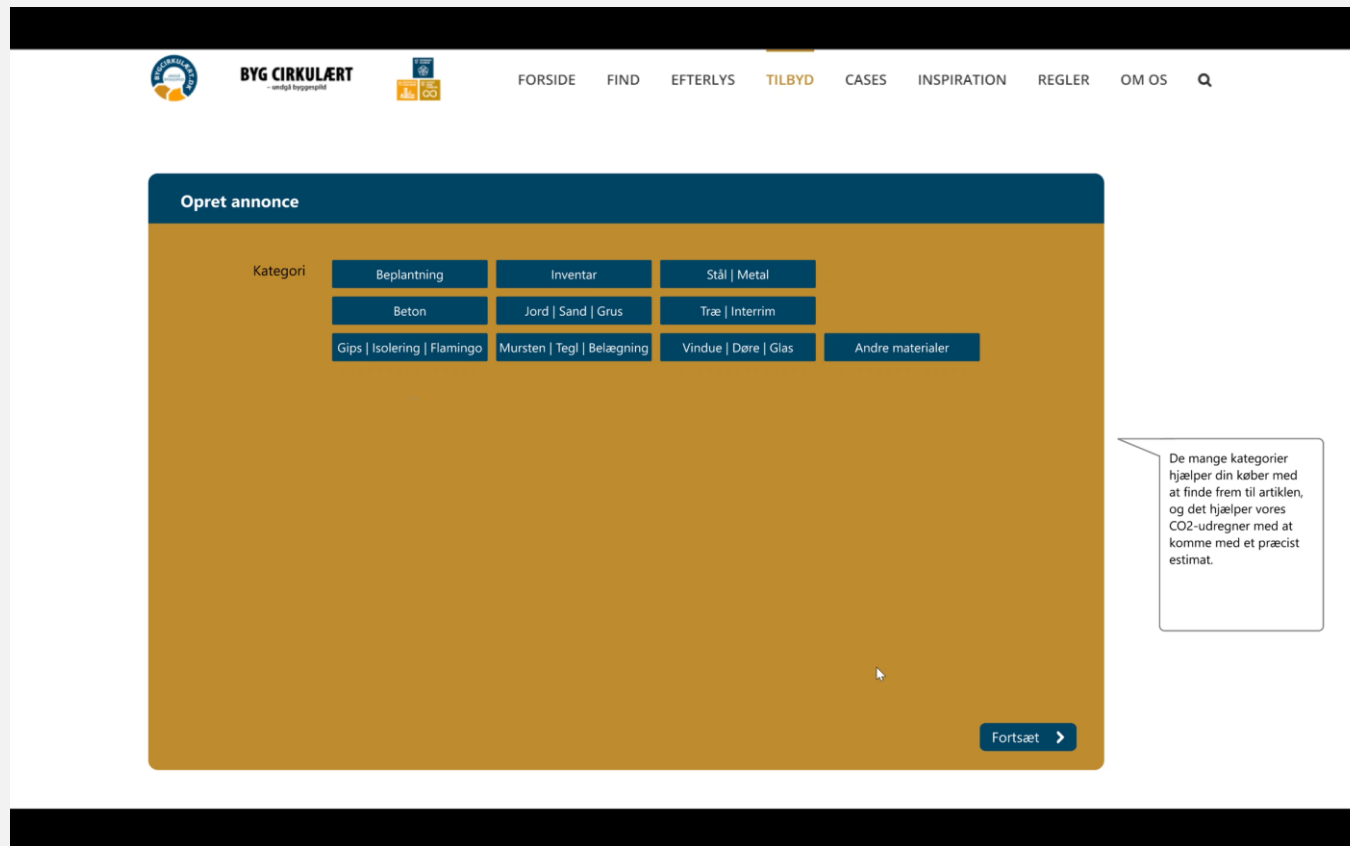 BYGCIRKULÆRT.DK
BYG CIRKULÆRT
- undgå byggespild
FORSIDE
FIND
EFTERLYS
TILBYD
CASES
INSPIRATION
REGLER
OM OS
Opret annonce
Kategori
Beplantning
Inventar
Stål | Metal
Beton
Jord | Sand | Grus
Træ | Interrim
Gips | Isolering | Flamingo
Mursten | Tegl | Belægning
Vindue | Døre | Glas
Andre materialer
De mange kategorier
hjælper din køber med
at finde frem til artiklen,
og det hjælper vores
CO2-udregner med at
komme med et præcist
estimat.
Fortsæt